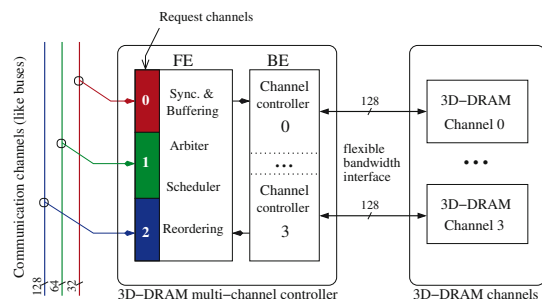 Request channels
Communication channels (like buses)
128
64
32
FE
0
1
2
Sync. &
Buffering
Arbiter
Scheduler
Reordering
BE
Channel
controller
0
...
Channel
controller
3
3D–DRAM multi–channel controller
128
flexible
bandwidth
interface
128
3D–DRAM
Channel 0
...
3D–DRAM
Channel 3
3D–DRAM channels